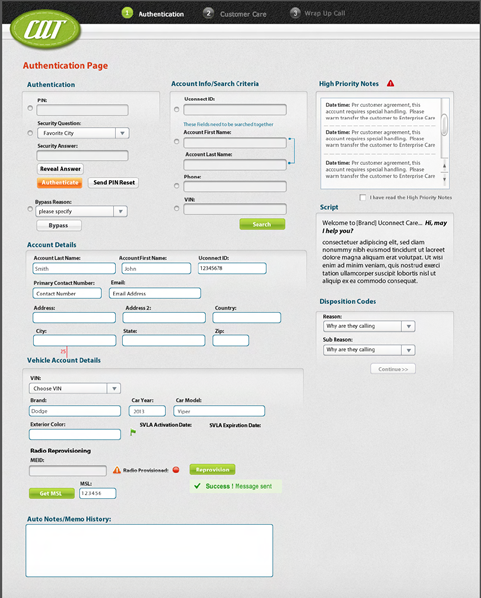 CAT
1 Authentication 2 Customer Care 3 Wrap Up Call
Authentication Page
Authentication
PIN:
Security Question:
Favorite City
Security Answer:
Reveal Answer
Authenticate Send PIN Reset
Bypass Reason:
please specify
Bypass
Account Info/Search Criteria
Uconnect ID:
These fields need to be searched together
Account First Name:
Account Last Name:
Phone:
VIN:
Search
High Priority Notes
Date time: Per customer agreement, this
account requires special handling. Please
warm transfer the customer to Enterprise Care
Date time: Per customer agreement, this
account requires special handling. Please
warm transfer the customer to Enterprise Care
Date time: Per customer agreement, this
account requires special handling. Please
warm transfer the customer to Enterprise Care
I have read the High Priority Notes
Script
Welcome to [Brand] Uconnect Care... Hi, may
I help you?
consectetuer adipiscing elit, sed diam
nonummy nibh euismod tincidunt ut laoreet
dolore magna aliquam erat volutpat. Ut wisi
enim ad minim veniam, quis nostrud exerci
tation ullamcorper suscipit lobortis nisl ut
aliquip ex ea commodo consequat.
Disposition Codes
Reason:
Why are they calling
Sub Reason:
Why are they calling
Continue >>
Account Details
Account Last Name: Account First Name: Uconnect ID:
Smith John 12345678
Primary Contact Number: Email:
Contact Number Email Address
Address: Address 2: Country:
City: State: Zip:
25
Vehicle Account Details
VIN:
Choose VIN
Brand: Car Year: Car Model:
Dodge 2013 Viper
Exterior Color: SVLA Activation Date: SVLA Expiration Date:
Radio Reprovisioning
MEID:
Radio Provisioned: Reprovision
MSL:
Get MSL 123456
Success ! Message sent
Auto Notes/Memo History: